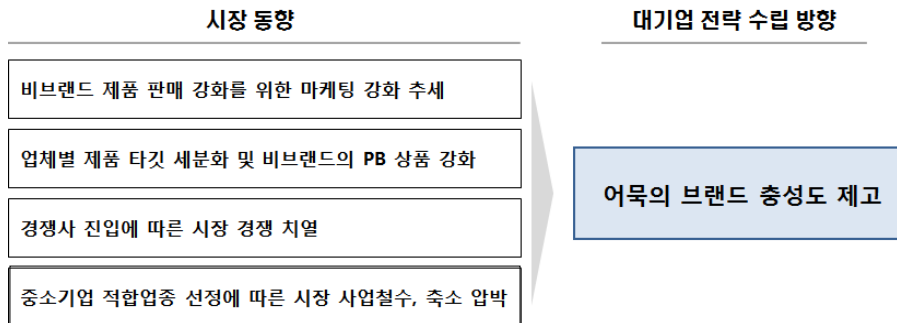 시장 동향
대기업 전략 수립 방향
비브랜드 제품 판매 강화를 위한 마케팅 강화 추세
업체별 제품 타깃 세분화 및 비브랜드의 PB 상품 강화
경쟁사 진입에 따른 시장 경쟁 치열
중소기업 적합업종 선정에 따른 시장 사업철수, 축소 압박
어묵의 브랜드 충성도 제고